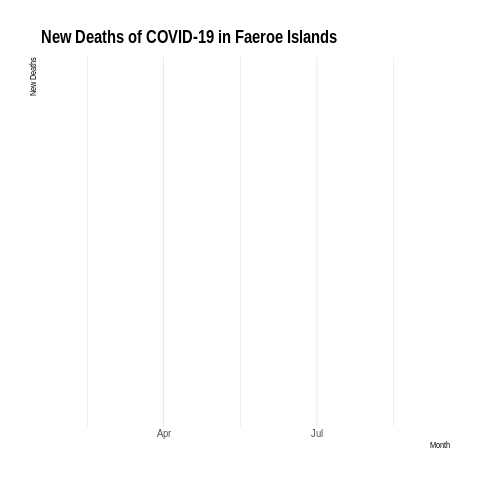 New Deaths of COVID-19 in Faeroe Islands
New Deaths
Apr
Jul
Month